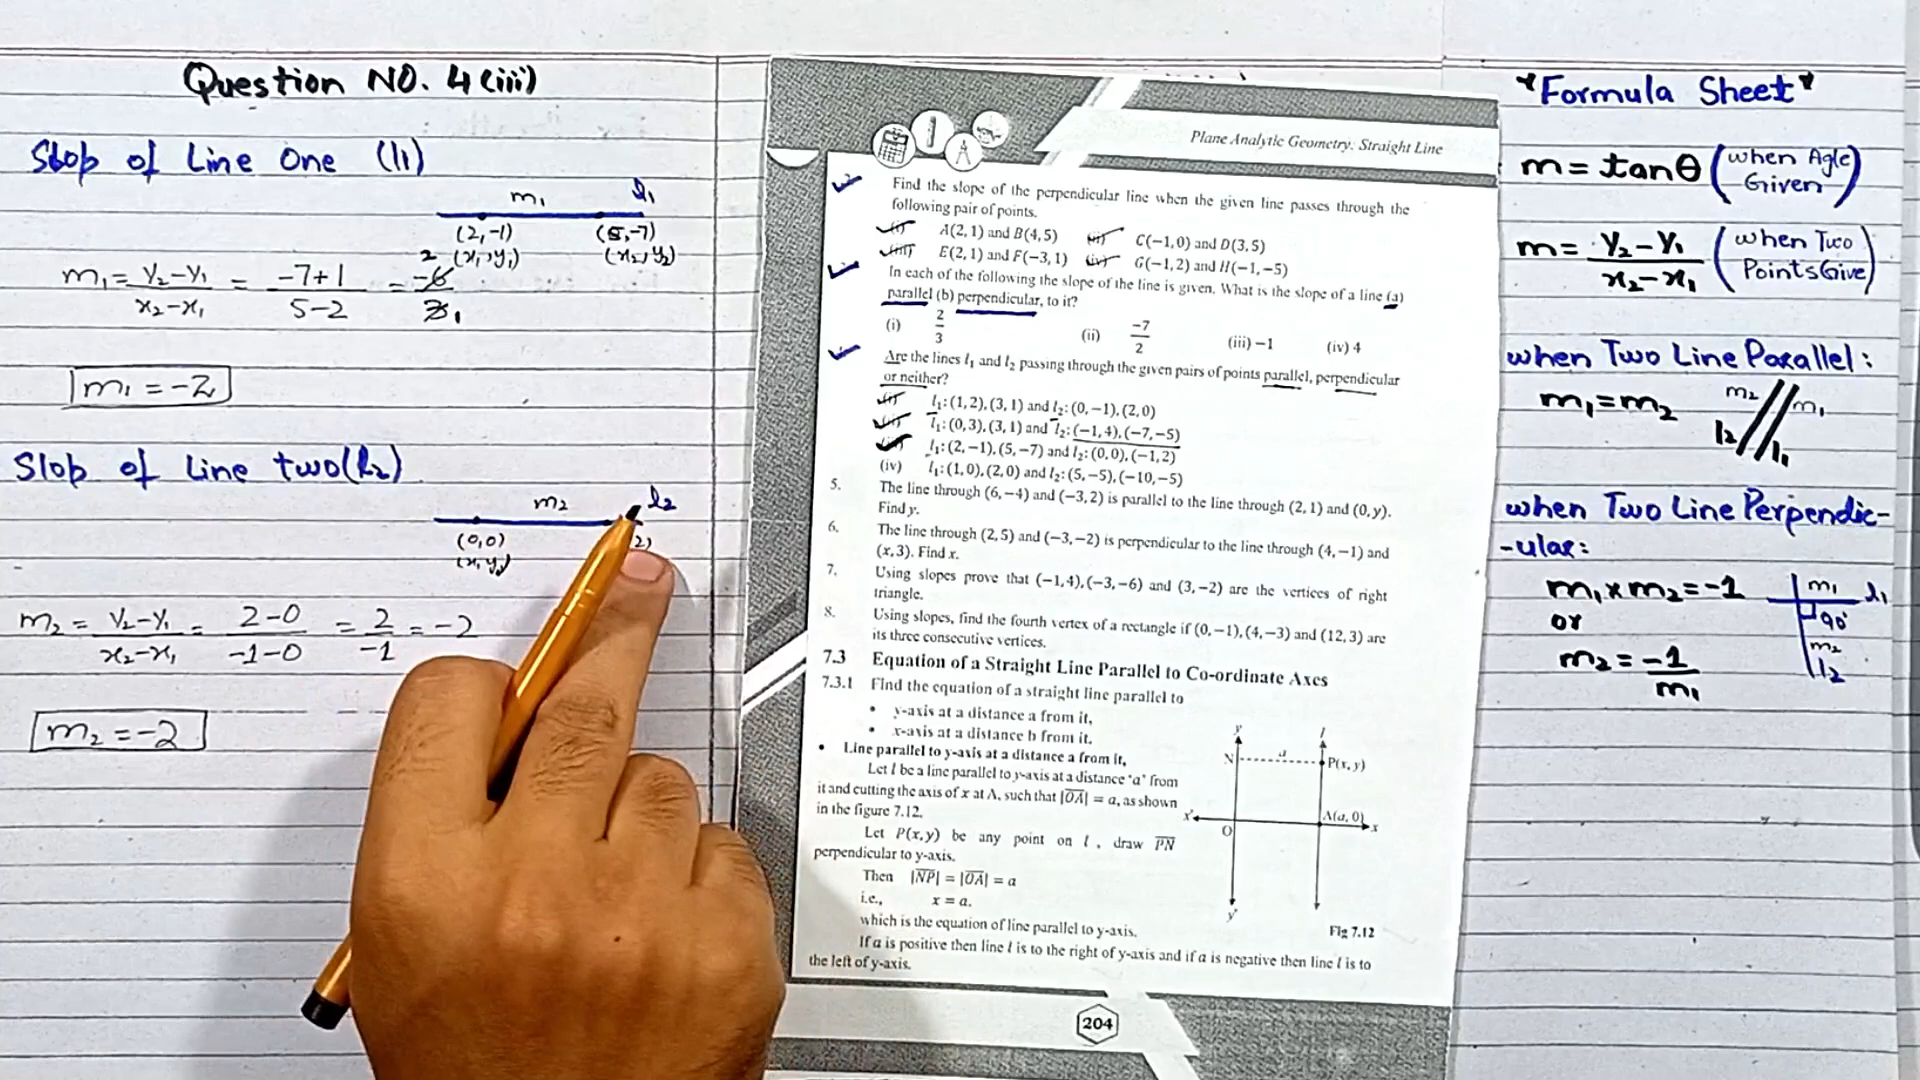 Question NO. 4(iii)
Slop of Line One (l1)
m1 l1
(2,-1) (5,-7)
(x1,y1) (x2,y2)
m1 = y2-y1/x2-x1 = -7+1/5-2 = -6/3 2 1
m1 = -2
Slop of Line two(l2)
m2 l2
(0,0) 2)
(x1,y1)
m2 = y2-y1/x2-x1 = 2-0/-1-0 = 2/-1 = -2
m2 = -2
Plane Analytic Geometry: Straight Line
Find the slope of the perpendicular line when the given line passes through the
following pair of points.
(i) A(2,1) and B(4,5) (ii) C(-1,0) and D(3,5)
(iii) E(2,1) and F(-3,1) (iv) G(-1,2) and H(-1,-5)
In each of the following the slope of the line is given. What is the slope of a line (a)
parallel (b) perpendicular, to it?
(i) 2/3 (ii) -7/2 (iii) -1 (iv) 4
Are the lines l1 and l2 passing through the given pairs of points parallel, perpendicular
or neither?
(i) l1: (1,2), (3,1) and l2: (0,-1), (2,0)
(ii) l1: (0,3), (3,1) and l2: (-1,4), (-7,-5)
l1: (2,-1), (5,-7) and l2: (0,0), (-1,2)
(iv) l1: (1,0), (2,0) and l2: (5,-5), (-10,-5)
5. The line through (6,-4) and (-3,2) is parallel to the line through (2,1) and (0,y).
Find y.
6. The line through (2,5) and (-3,-2) is perpendicular to the line through (4,-1) and
(x,3). Find x.
7. Using slopes prove that (-1,4), (-3,-6) and (3,-2) are the vertices of right
triangle.
8. Using slopes, find the fourth vertex of a rectangle if (0,-1), (4,-3) and (12,3) are
its three consecutive vertices.
7.3 Equation of a Straight Line Parallel to Co-ordinate Axes
7.3.1 Find the equation of a straight line parallel to
• y-axis at a distance a from it,
• x-axis at a distance b from it.
• Line parallel to y-axis at a distance a from it,
Let l be a line parallel to y-axis at a distance 'a' from
it and cutting the axis of x at A, such that |OA| = a, as shown
in the figure 7.12.
Let P(x,y) be any point on l, draw PN
perpendicular to y-axis.
Then |NP| = |OA| = a
i.e., x = a.
which is the equation of line parallel to y-axis.
If a is positive then line l is to the right of y-axis and if a is negative then line l is to
the left of y-axis.
y l
N a P(x, y)
x' O A(a, 0) x
y'
Fig 7.12
204
*Formula Sheet*
m = tanθ (when Agle Given)
m = y2-y1/x2-x1 (when Two Points Give)
when Two Line Parallel:
m1 = m2 m2 m1
l2 l1
when Two Line Perpendic-
-ular:
m1 x m2 = -1 m1 l1
or 90°
m2 = -1/m1 m2
l2